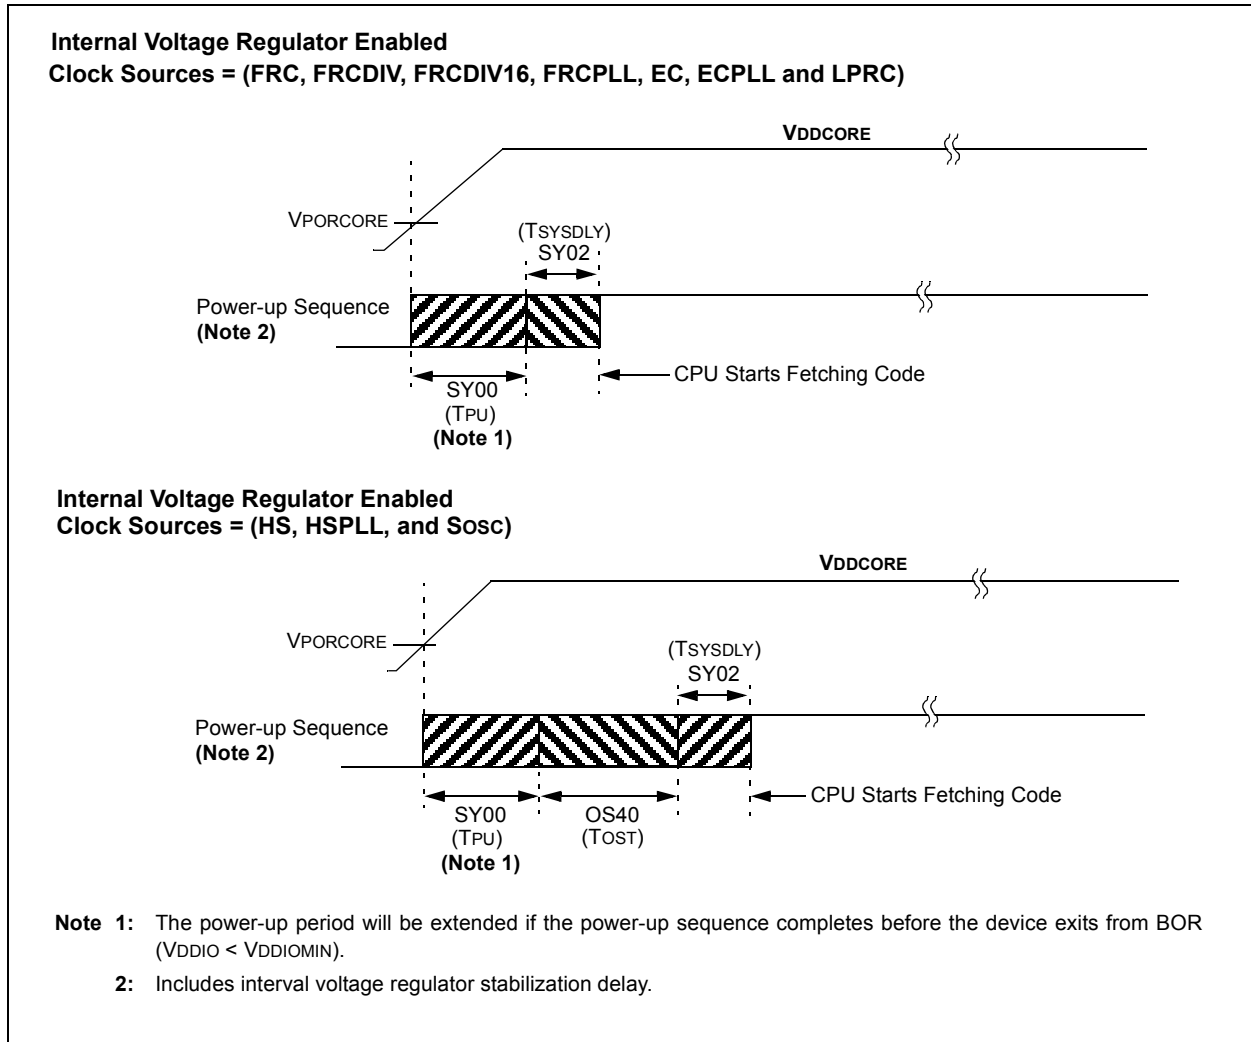 Internal Voltage Regulator Enabled
Clock Sources = (FRC, FRCDIV, FRCDIV16, FRCPLL, EC, ECPLL and LPRC)
VDDCORE
VPORCORE
(TSYSDLY)
SY02
Power-up Sequence
(Note 2)
CPU Starts Fetching Code
SY00
(TPU)
(Note 1)
Internal Voltage Regulator Enabled
Clock Sources = (HS, HSPLL, and SOSC)
VDDCORE
VPORCORE
(TSYSDLY)
SY02
Power-up Sequence
(Note 2)
CPU Starts Fetching Code
SY00
(TPU)
(Note 1)
OS40
(TOST)
Note 1: The power-up period will be extended if the power-up sequence completes before the device exits from BOR
(VDDIO < VDDIOMIN).
2: Includes interval voltage regulator stabilization delay.